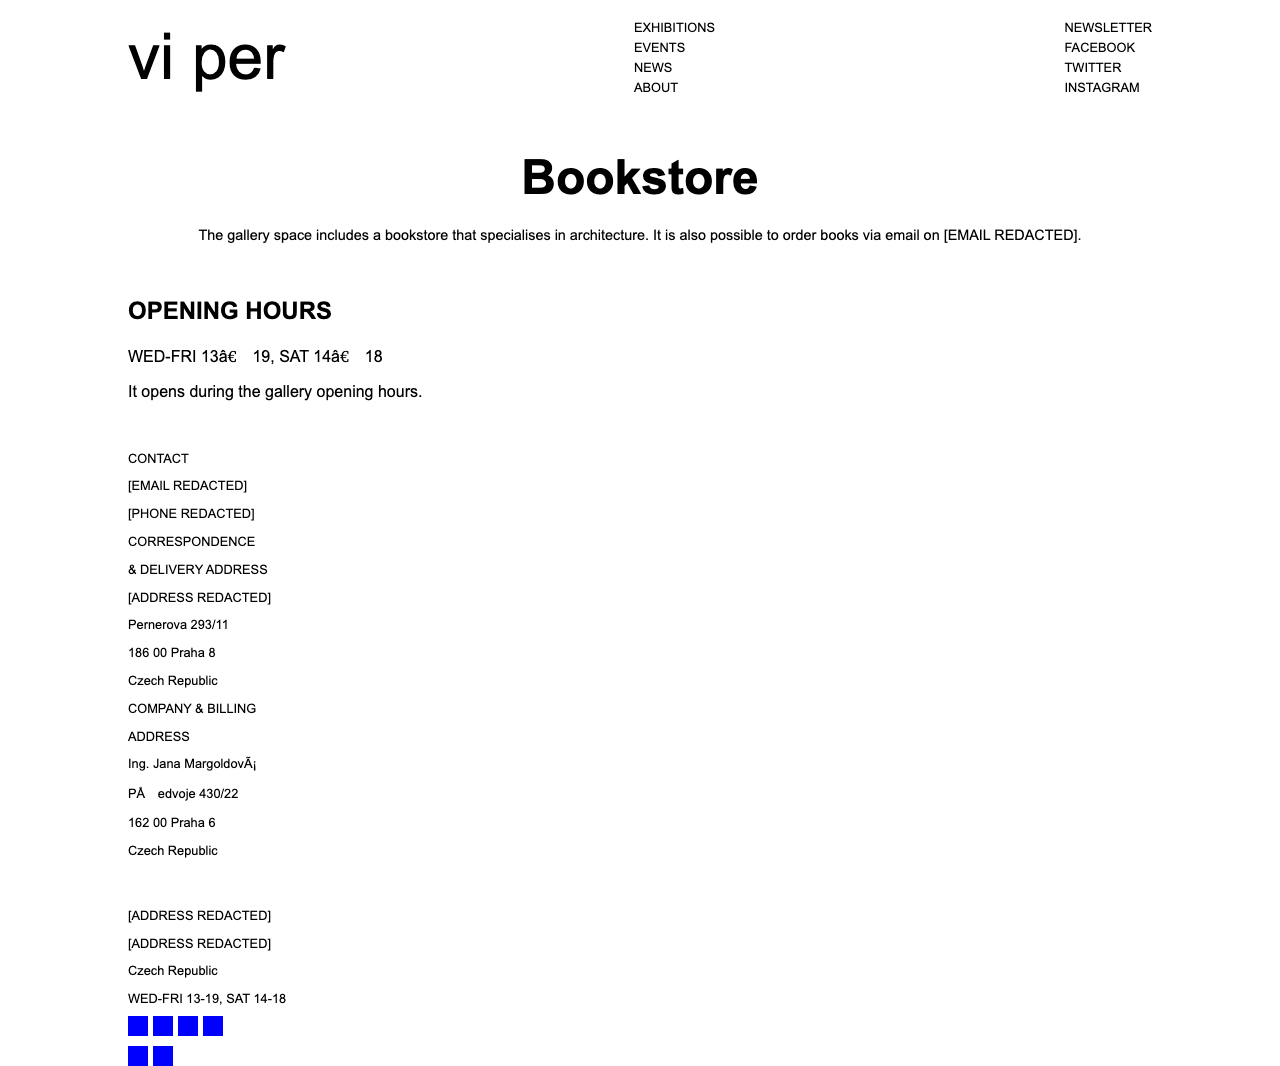 vi per
EXHIBITIONS
EVENTS
NEWS
ABOUT
NEWSLETTER
FACEBOOK
TWITTER
INSTAGRAM
Bookstore
The gallery space includes a bookstore that specialises in architecture. It is also possible to order books via email on [EMAIL REDACTED].
OPENING HOURS
WED-FRI 13â€ 19, SAT 14â€ 18
It opens during the gallery opening hours.
CONTACT
[EMAIL REDACTED]
[PHONE REDACTED]
CORRESPONDENCE
& DELIVERY ADDRESS
[ADDRESS REDACTED]
Pernerova 293/11
186 00 Praha 8
Czech Republic
COMPANY & BILLING
ADDRESS
Ing. Jana MargoldovÃ¡
PÅ edvoje 430/22
162 00 Praha 6
Czech Republic
[ADDRESS REDACTED]
[ADDRESS REDACTED]
Czech Republic
WED-FRI 13-19, SAT 14-18